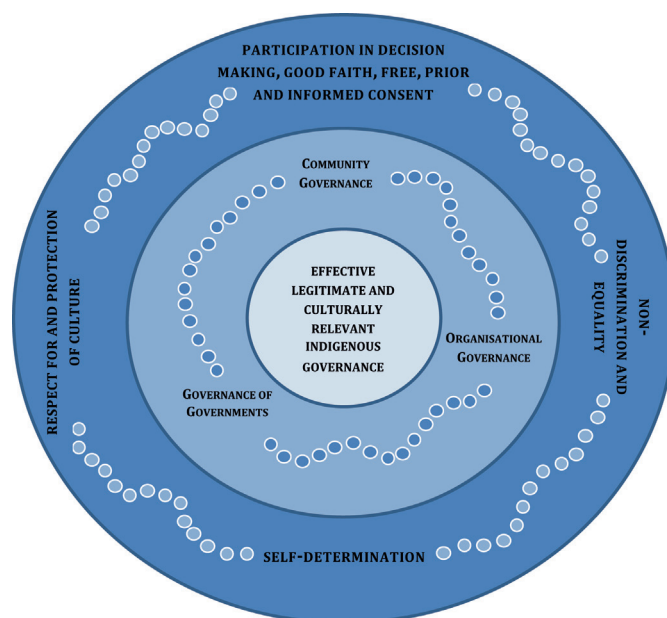 PARTICIPATION IN DECISION
MAKING, GOOD FAITH, FREE, PRIOR
AND INFORMED CONSENT
COMMUNITY
GOVERNANCE
RESPECT FOR AND PROTECTION
OF CULTURE
EFFECTIVE
LEGITIMATE AND
CULTURALLY
RELEVANT
INDIGENOUS
GOVERNANCE
NON-
DISCRIMINATION AND
EQUALITY
ORGANISATIONAL
GOVERNANCE
GOVERNANCE OF
GOVERNMENTS
SELF-DETERMINATION